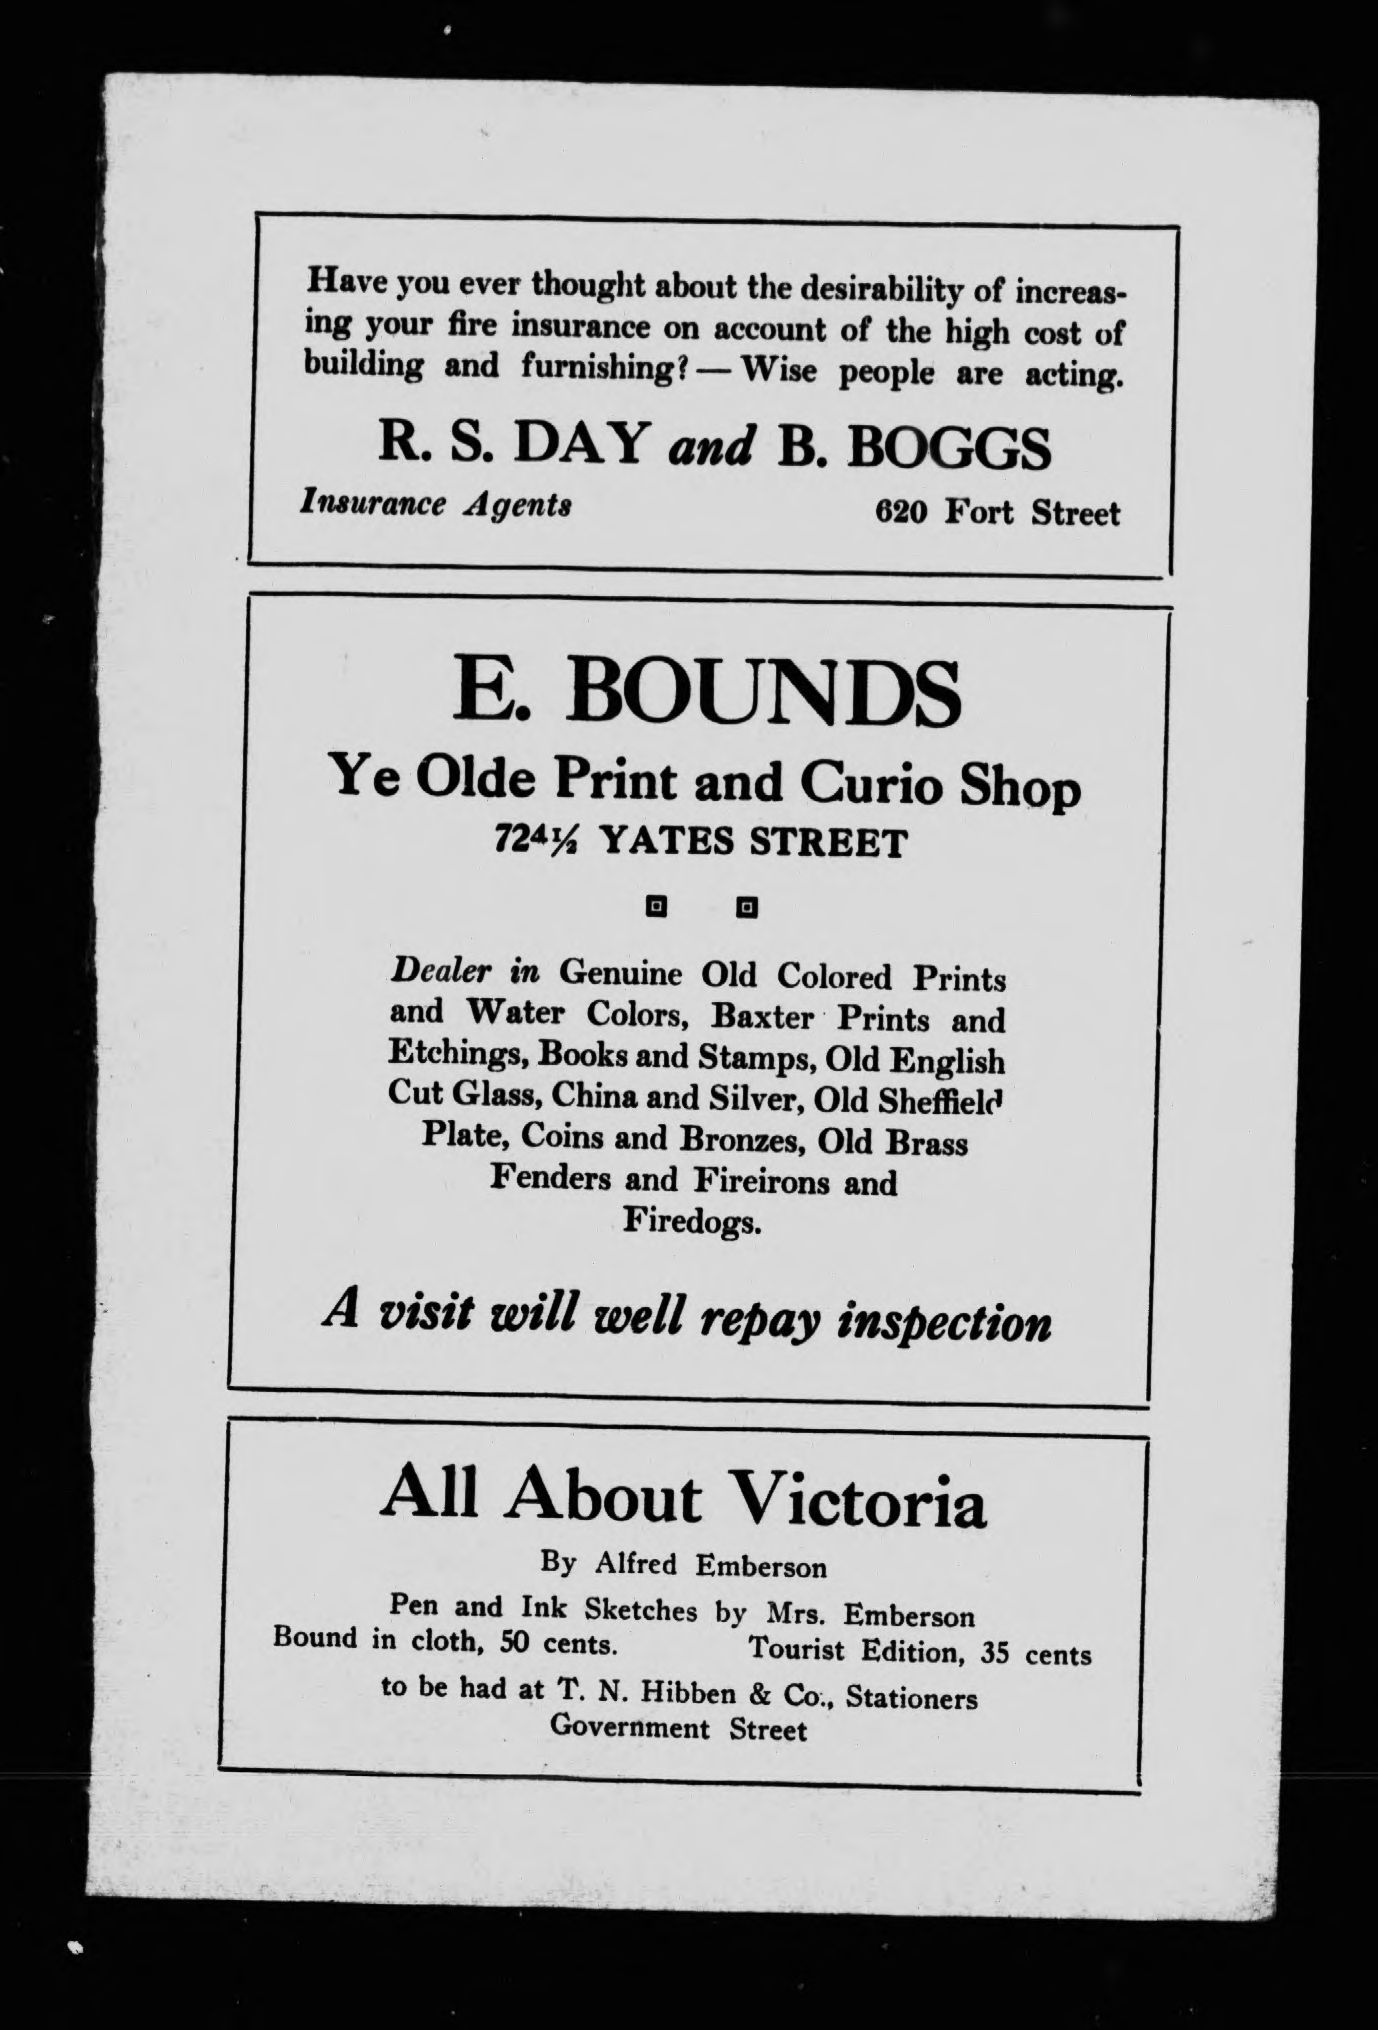 Have you ever thought about the desirability of increas-
ing your fire insurance on account of the high cost of
building and furnishing? — Wise people are acting.
R. S. DAY and B. BOGGS
Insurance Agents 620 Fort Street
E. BOUNDS
Ye Olde Print and Curio Shop
724½ YATES STREET
Dealer in Genuine Old Colored Prints
and Water Colors, Baxter Prints and
Etchings, Books and Stamps, Old English
Cut Glass, China and Silver, Old Sheffield
Plate, Coins and Bronzes, Old Brass
Fenders and Fireirons and
Firedogs.
A visit will well repay inspection
All About Victoria
By Alfred Emberson
Pen and Ink Sketches by Mrs. Emberson
Bound in cloth, 50 cents. Tourist Edition, 35 cents
to be had at T. N. Hibben & Co., Stationers
Government Street